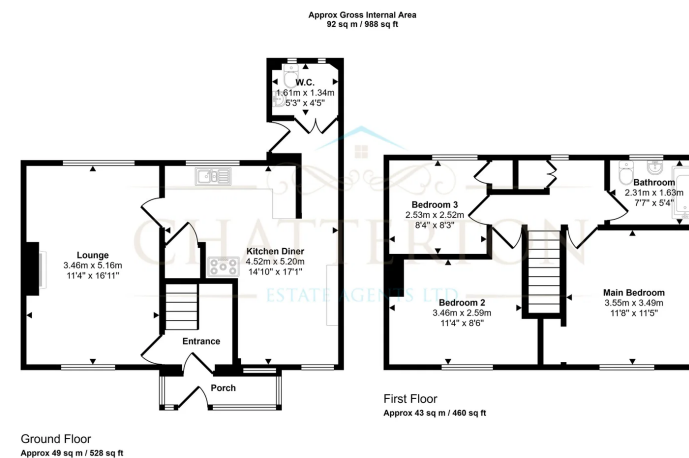 Approx Gross Internal Area
92 sq m / 988 sq ft
W.C.
1.61m x 1.34m
5'3" x 4'5"
Lounge
3.46m x 5.16m
11'4" x 16'11"
Kitchen Diner
4.52m x 5.20m
14'10" x 17'1"
Entrance
Porch
Ground Floor
Approx 49 sq m / 528 sq ft
Bedroom 3
2.53m x 2.52m
8'4" x 8'3"
Bathroom
2.31m x 1.63m
7'7" x 5'4"
Bedroom 2
3.46m x 2.59m
11'4" x 8'6"
Main Bedroom
3.55m x 3.49m
11'8" x 11'5"
First Floor
Approx 43 sq m / 460 sq ft
CHATTERTON
ESTATE AGENTS LTD